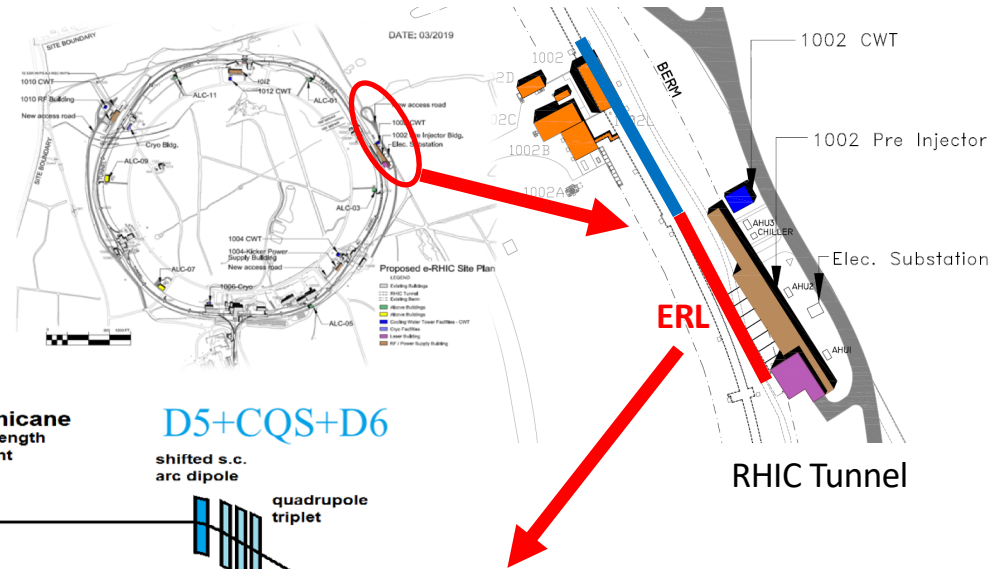 DATE: 03/2019
SITE BOUNDARY
1010 CWT
1010 RF Building
New access road
ALC-11
1012 CWT
ALC-01
New access road
1002 Pre Injector Bldg.
Elec. Substation
Cryo Bldg.
ALC-09
SITE BOUNDARY
ALC-03
1004 CWT
1004-Kicker Power
Supply Building
New access road
ALC-07
1006-Cryo
ALC-05
Proposed e-RHIC Site Plan
LEGEND
Existing Buildings
RHIC Tunnel
Existing Berm
Alcove Buildings
Alcove Buildings
Cooling Water Tower Facilities - CWT
Cryo Facilities
Laser Building
RF / Power Supply Building
1002
BERM
1002B
1002A
1002 CWT
1002 Pre Injector
Elec. Substation
AHU3
CHILLER
AHU2
AHU1
ERL
RHIC Tunnel
D5+CQS+D6
shifted s.c.
arc dipole
quadrupole
triplet